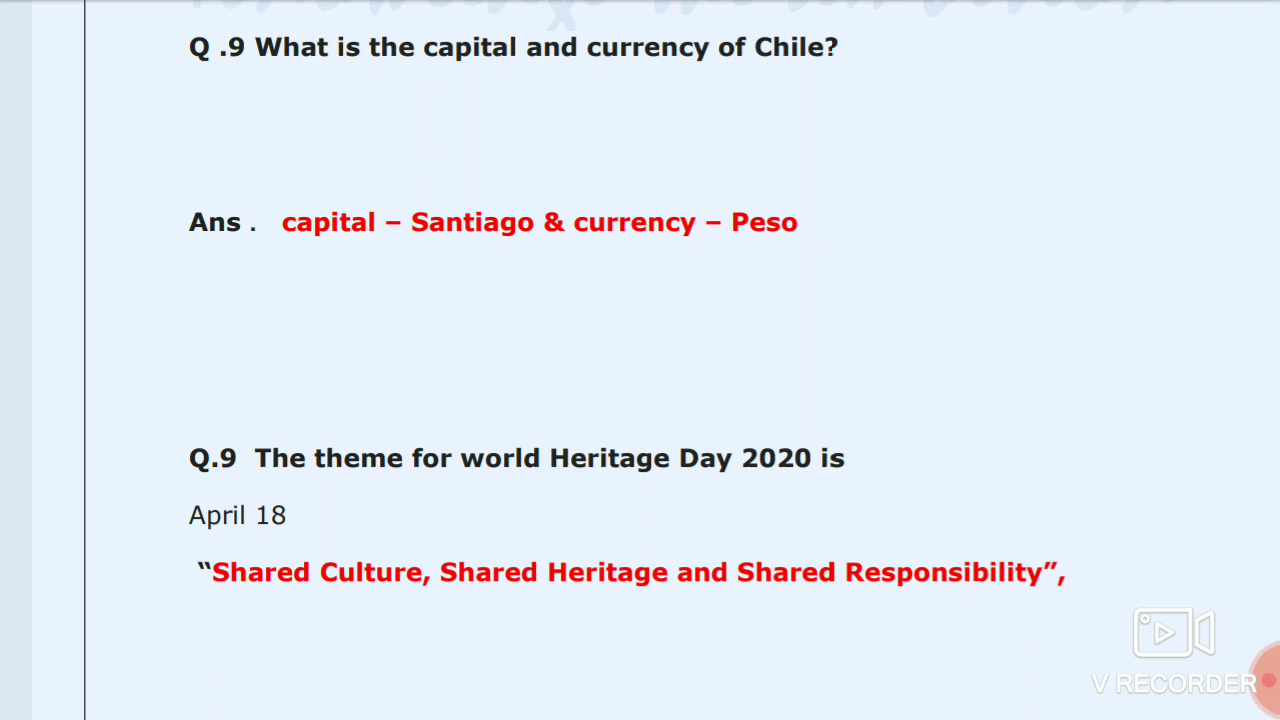 Q .9 What is the capital and currency of Chile?
Ans . capital – Santiago & currency – Peso
Q.9 The theme for world Heritage Day 2020 is
April 18
“Shared Culture, Shared Heritage and Shared Responsibility”,
V RECORDER